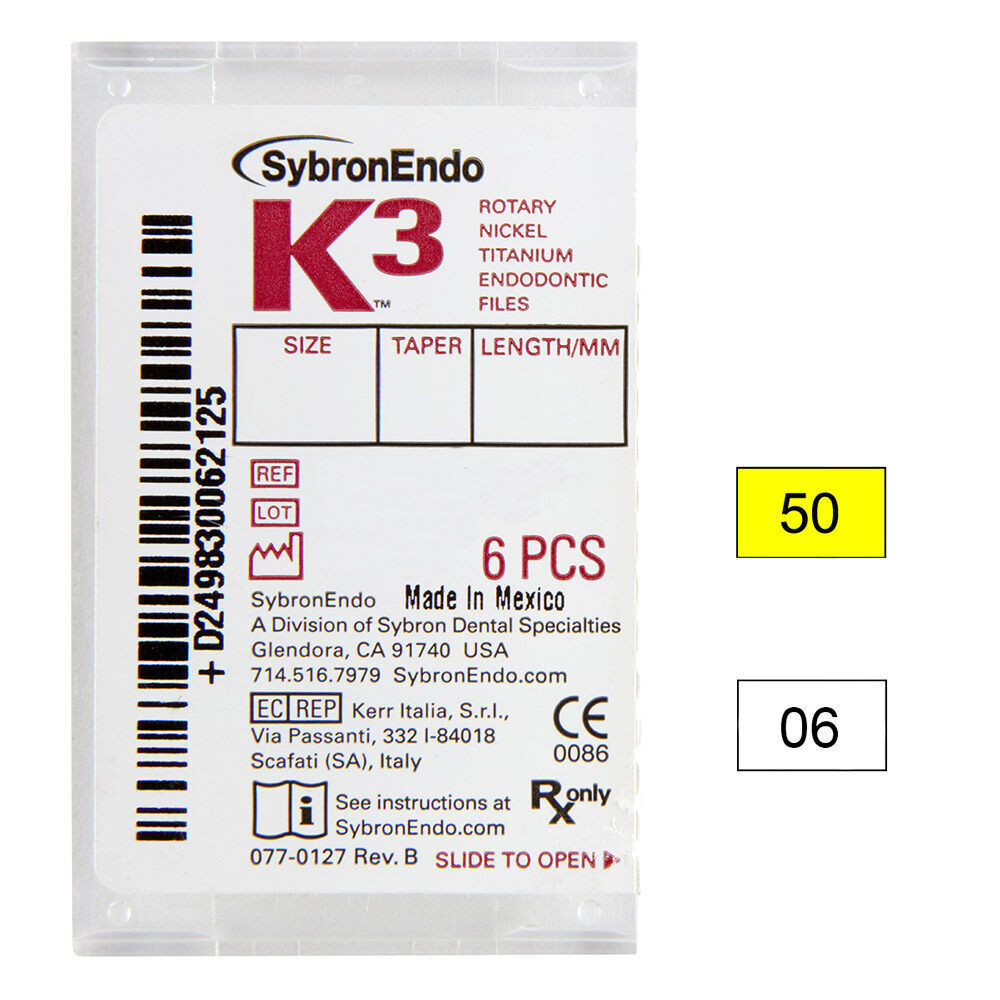 SybronEndo
K3™
ROTARY
NICKEL
TITANIUM
ENDODONTIC
FILES
SIZE TAPER LENGTH/MM
+D249830062125
REF
LOT
6 PCS
SybronEndo Made In Mexico
A Division of Sybron Dental Specialties
Glendora, CA 91740 USA
714.516.7979 SybronEndo.com
EC REP Kerr Italia, S.r.l.,
Via Passanti, 332 I-84018
Scafati (SA), Italy
CE
0086
i See instructions at
SybronEndo.com
Rx only
077-0127 Rev. B SLIDE TO OPEN
50
06